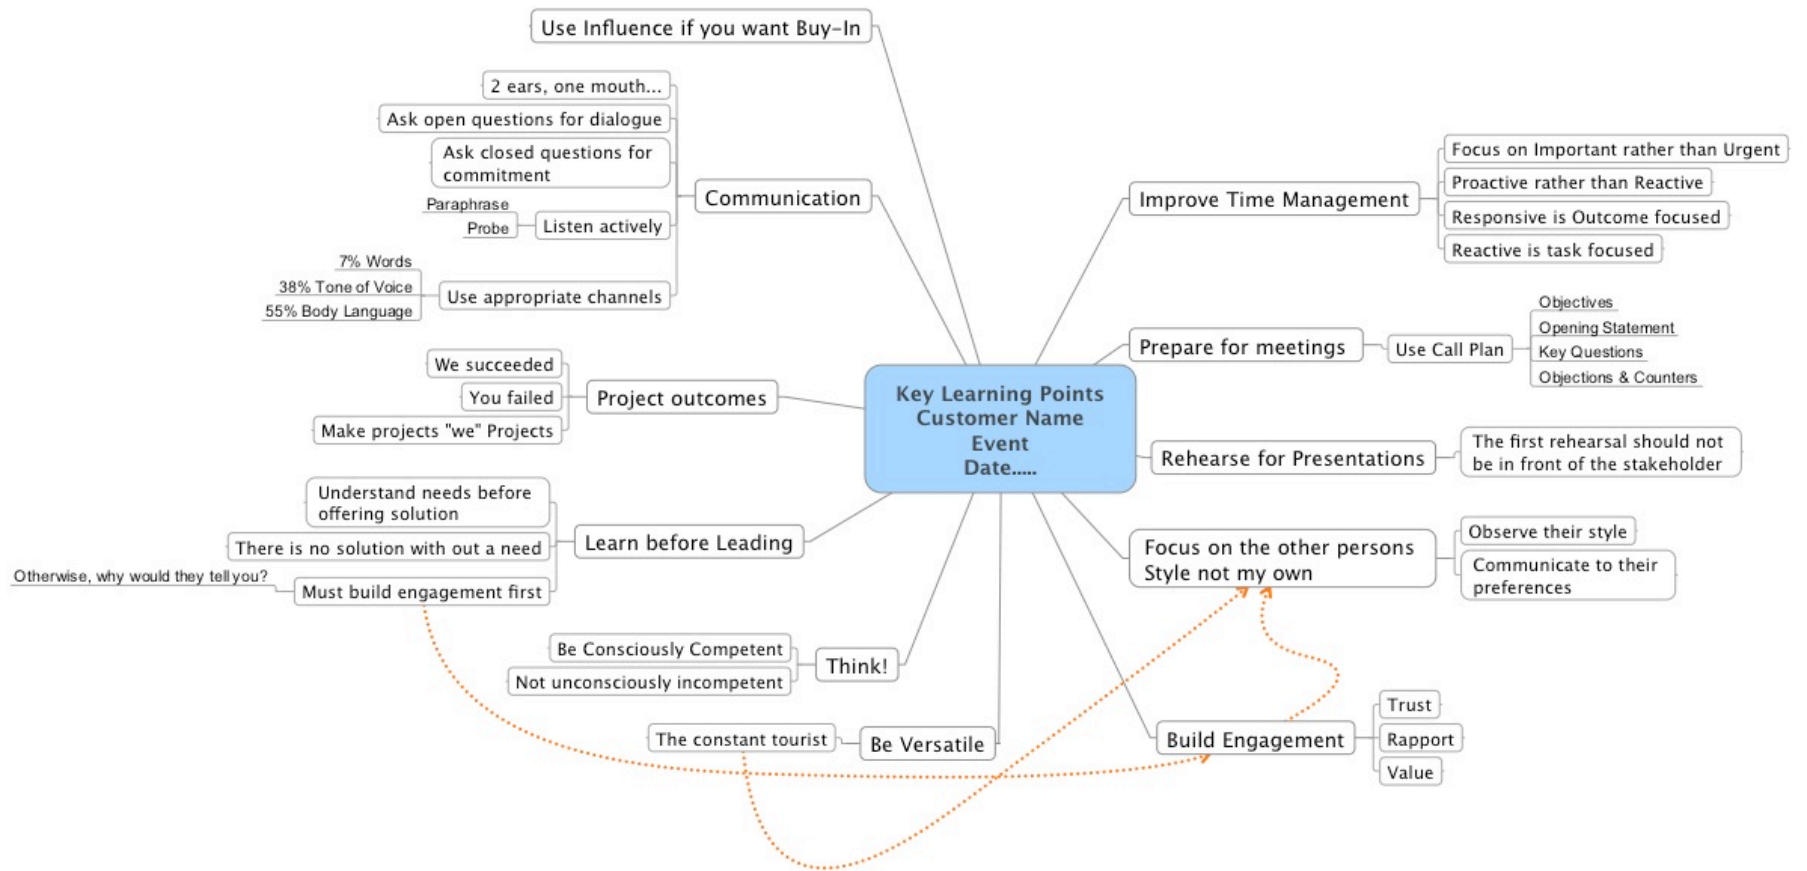 Use Influence if you want Buy-In
2 ears, one mouth...
Ask open questions for dialogue
Ask closed questions for
commitment
Communication
Paraphrase
Probe
Listen actively
7% Words
38% Tone of Voice
55% Body Language
Use appropriate channels
We succeeded
You failed
Make projects "we" Projects
Project outcomes
Understand needs before
offering solution
There is no solution with out a need
Otherwise, why would they tell you?
Must build engagement first
Learn before Leading
Be Consciously Competent
Not unconsciously incompetent
Think!
The constant tourist
Be Versatile
Key Learning Points
Customer Name
Event
Date.....
Improve Time Management
Focus on Important rather than Urgent
Proactive rather than Reactive
Responsive is Outcome focused
Reactive is task focused
Prepare for meetings
Use Call Plan
Objectives
Opening Statement
Key Questions
Objections & Counters
Rehearse for Presentations
The first rehearsal should not
be in front of the stakeholder
Focus on the other persons
Style not my own
Observe their style
Communicate to their
preferences
Build Engagement
Trust
Rapport
Value